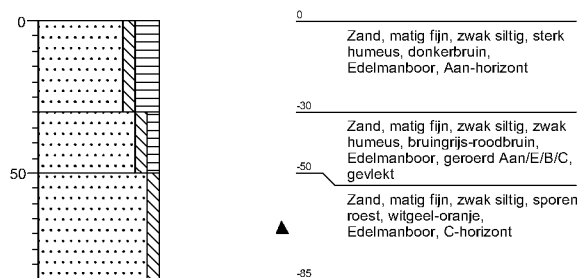 0
0
Zand, matig fijn, zwak siltig, sterk
humeus, donkerbruin,
Edelmanboor, Aan-horizont
-30
Zand, matig fijn, zwak siltig, zwak
humeus, bruingrijs-roodbruin,
Edelmanboor, geroerd Aan/E/B/C,
gevlekt
50
-50
Zand, matig fijn, zwak siltig, sporen
roest, witgeel-oranje,
Edelmanboor, C-horizont
-85